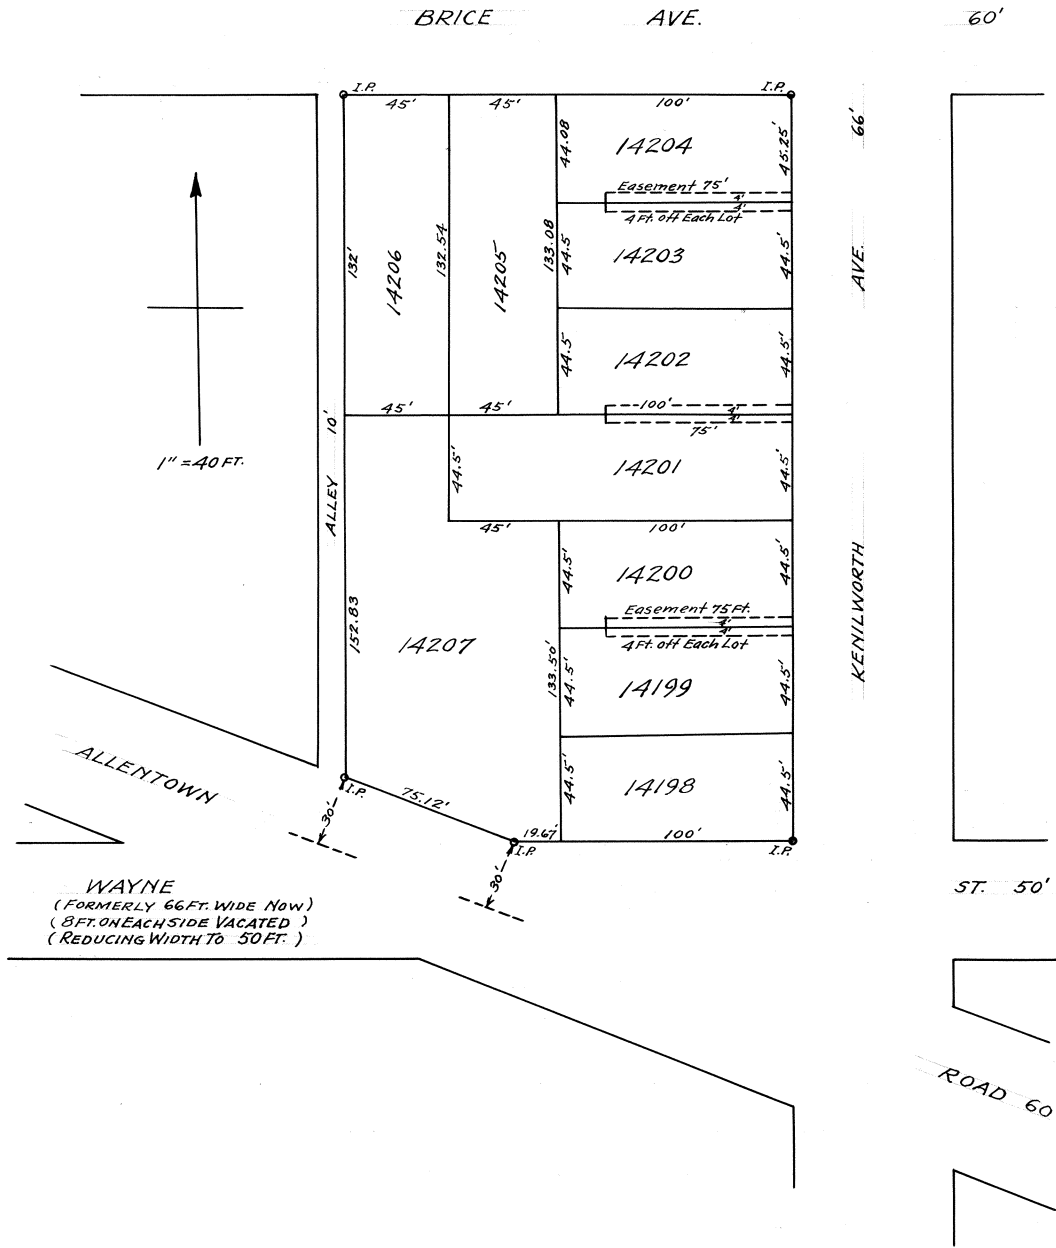 BRICE AVE. 60'
I.P. I.P.
45' 45' 100'
66'
44.08
14204
45.25'
Easement 75'
4'
4'
4 Ft. off Each Lot
132'
14206
132.54
14205
133.08
44.5
14203
44.5'
AVE.
44.5
14202
44.5'
45' 45' 100'
4'
4'
75'
1" = 40 FT.
ALLEY 10'
44.5'
14201
44.5'
45' 100'
44.5'
14200
44.5'
KENILWORTH
Easement 75 Ft.
4'
4'
4 Ft. off Each Lot
152.83
14207
133.50'
44.5'
14199
44.5'
ALLENTOWN
I.P.
75.12'
30'
44.5'
14198
44.5'
19.67' 100'
I.P. I.P.
30'
WAYNE ST. 50'
(FORMERLY 66 FT. WIDE NOW)
(8 FT. ON EACH SIDE VACATED )
(REDUCING WIDTH TO 50 FT. )
ROAD 60